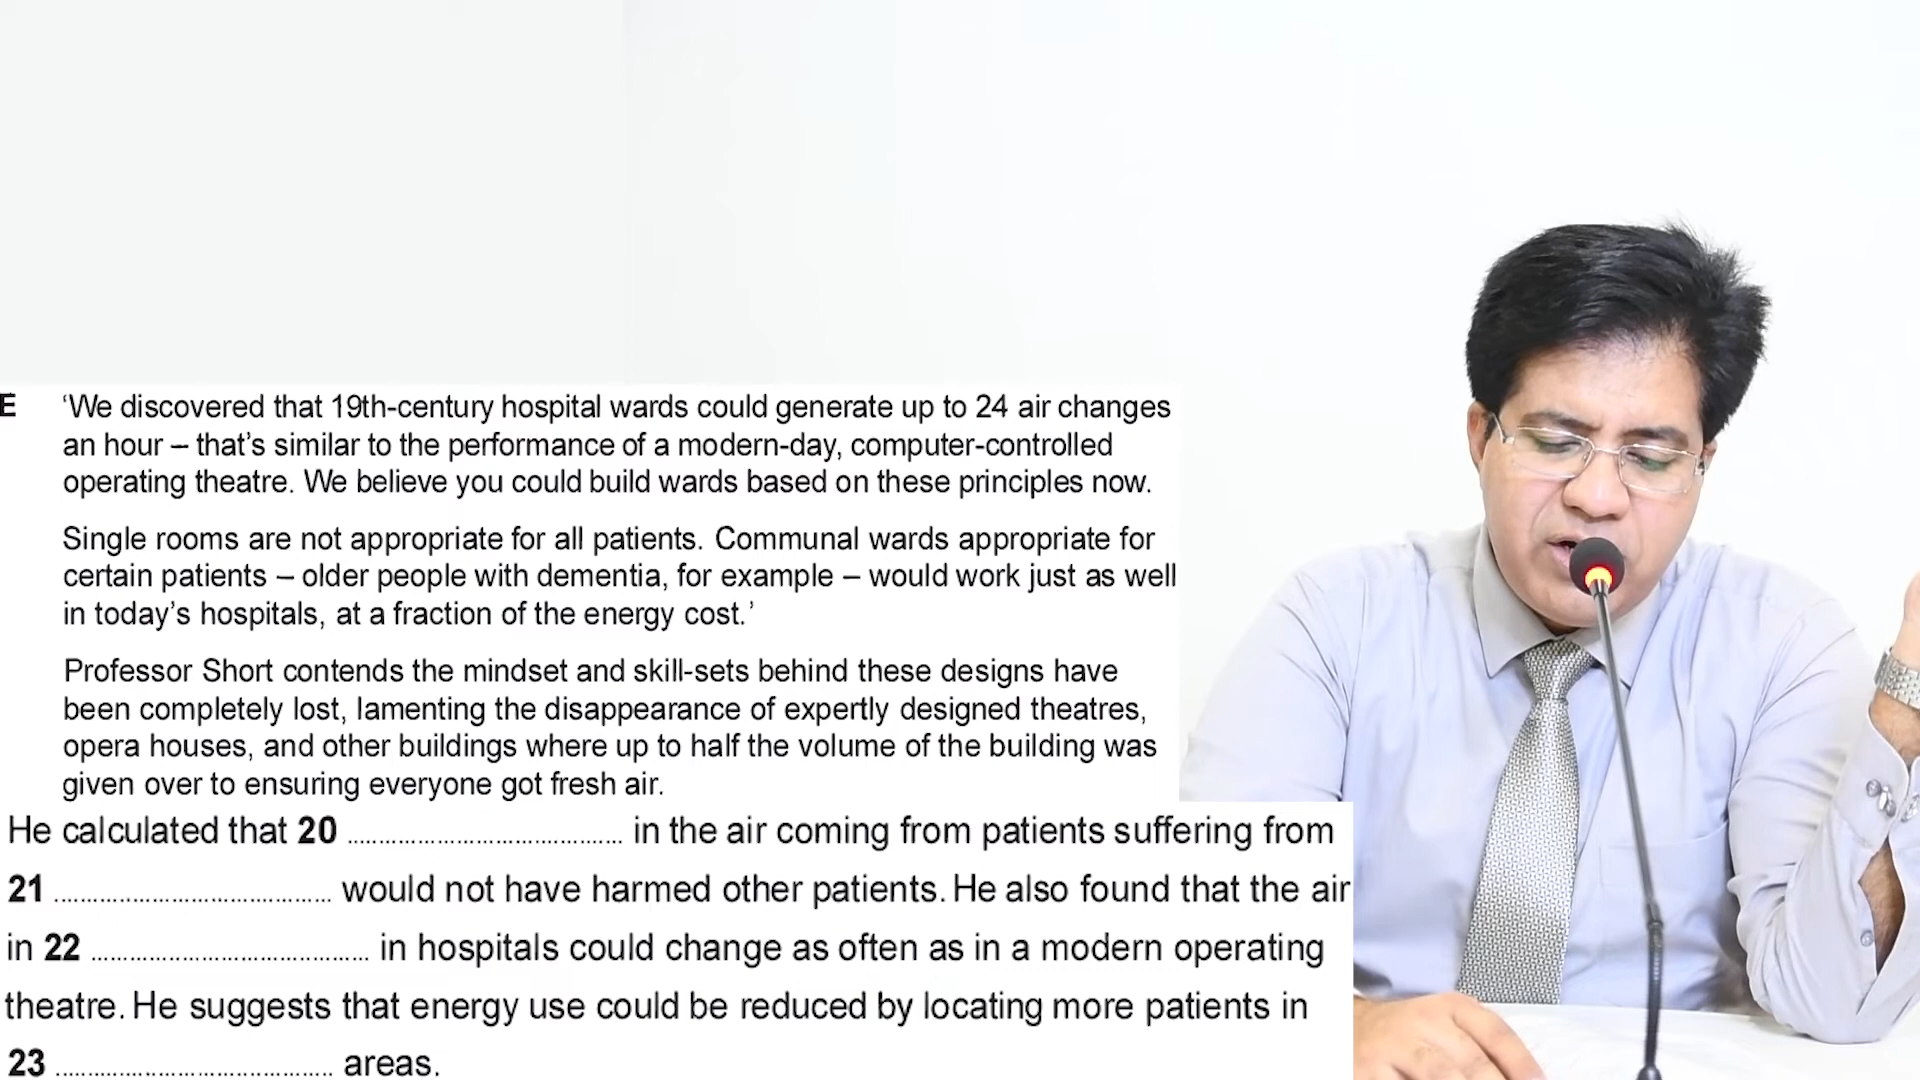 E ‘We discovered that 19th-century hospital wards could generate up to 24 air changes
an hour – that’s similar to the performance of a modern-day, computer-controlled
operating theatre. We believe you could build wards based on these principles now.
Single rooms are not appropriate for all patients. Communal wards appropriate for
certain patients – older people with dementia, for example – would work just as well
in today’s hospitals, at a fraction of the energy cost.’
Professor Short contends the mindset and skill-sets behind these designs have
been completely lost, lamenting the disappearance of expertly designed theatres,
opera houses, and other buildings where up to half the volume of the building was
given over to ensuring everyone got fresh air.
He calculated that 20 .................................... in the air coming from patients suffering from
21 .................................... would not have harmed other patients. He also found that the air
in 22 .................................... in hospitals could change as often as in a modern operating
theatre. He suggests that energy use could be reduced by locating more patients in
23 .................................... areas.